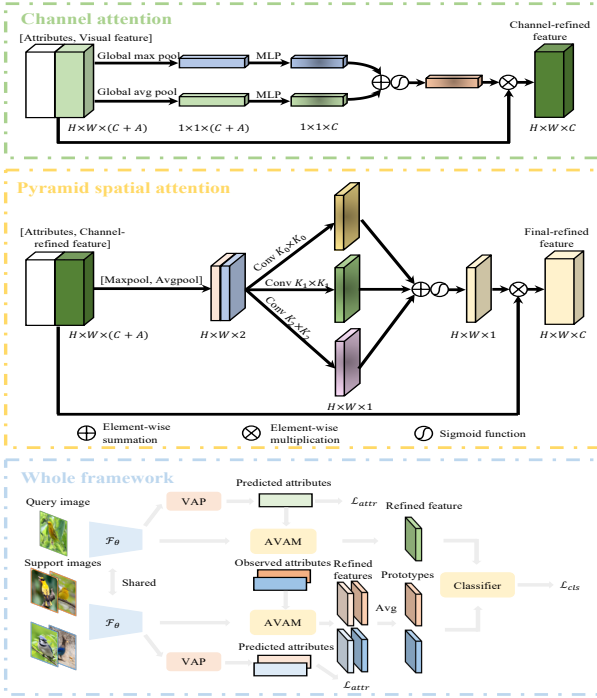 Channel attention
[Attributes, Visual feature]
Global max pool
MLP
Global avg pool
MLP
Channel-refined
feature
H×W×(C + A)
1×1×(C + A)
1×1×C
H×W×C
Pyramid spatial attention
[Attributes, Channel-
refined feature]
[Maxpool, Avgpool]
Conv K₀×K₀
Conv K₁×K₁
Conv K₂×K₂
Final-refined
feature
H×W×(C + A)
H×W×2
H×W×1
H×W×1
H×W×C
Element-wise
summation
Element-wise
multiplication
Sigmoid function
Whole framework
Query image
Predicted attributes
VAP
ℒattr
Refined feature
ℱθ
AVAM
Support images
Shared
Observed attributes
Refined
features
Prototypes
Classifier
ℒcls
ℱθ
AVAM
Avg
Predicted attributes
VAP
ℒattr